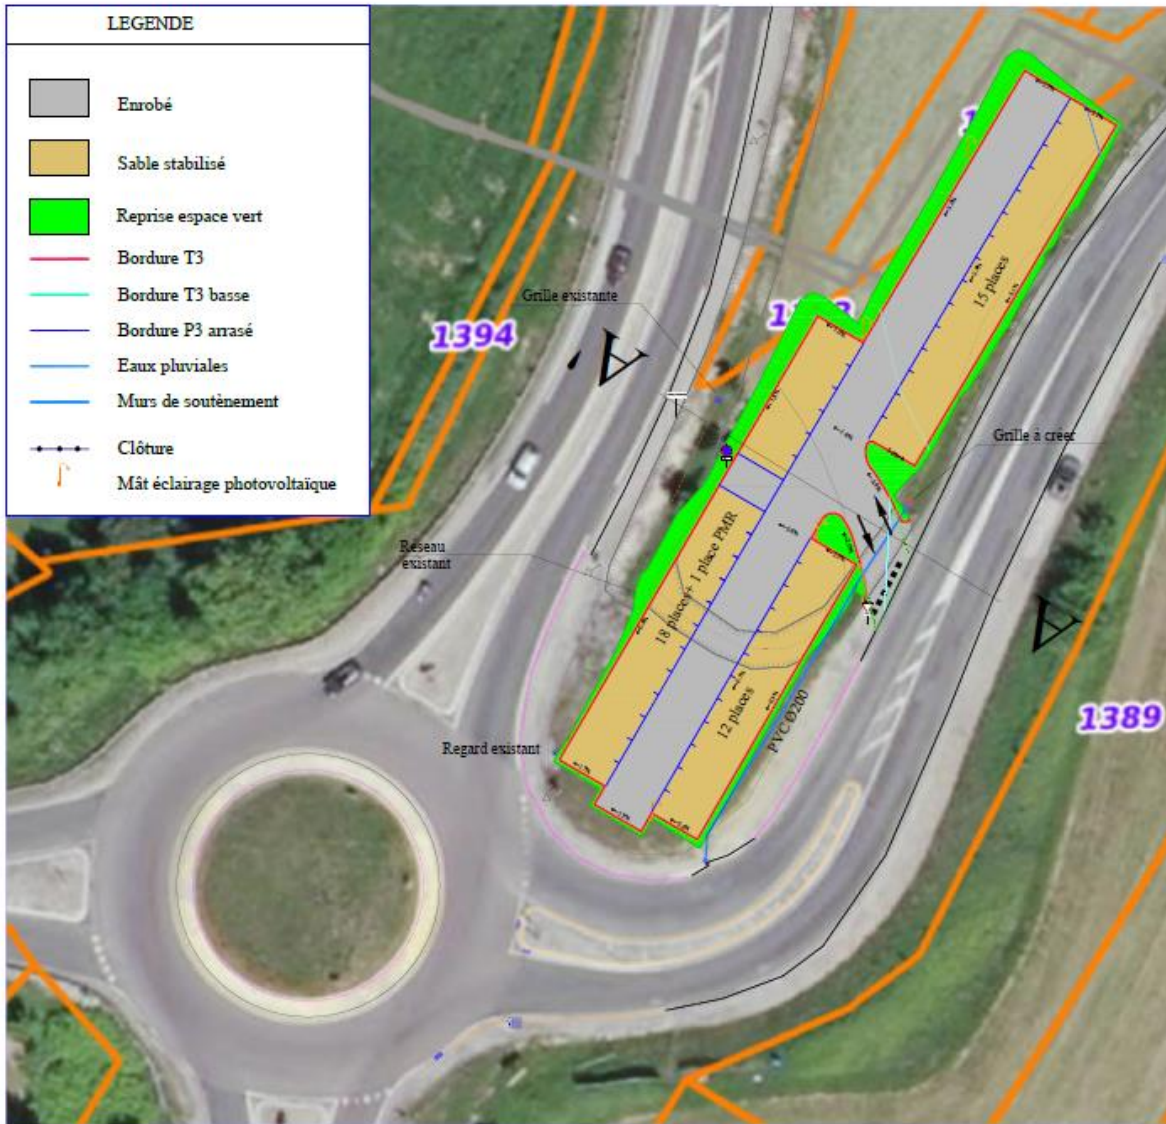 LEGENDE
Enrobé
Sable stabilisé
Reprise espace vert
Bordure T3
Bordure T3 basse
Bordure P3 arrasé
Eaux pluviales
Murs de soutènement
Clôture
Mât éclairage photovoltaïque
15 places
Grille existante
1394
A
Grille à créer
Réseau
existant
18 places+ 1 place PMR
A
12 places
PVC Ø200
1389
Regard existant